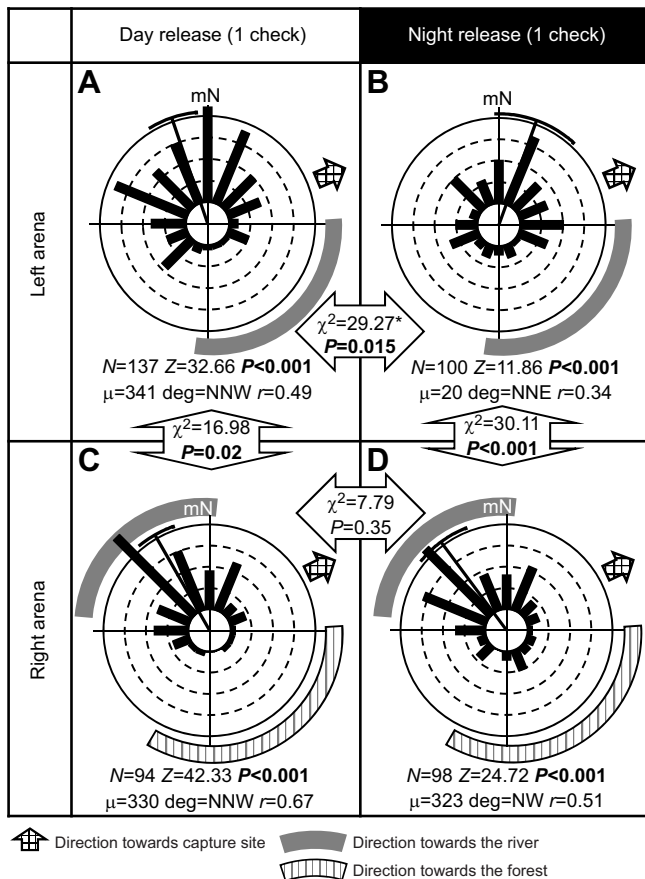 Day release (1 check)
Night release (1 check)
Left arena
A
mN
N=137 Z=32.66 P<0.001
μ=341 deg=NNW r=0.49
B
mN
N=100 Z=11.86 P<0.001
μ=20 deg=NNE r=0.34
χ²=29.27*
P=0.015
χ²=16.98
P=0.02
χ²=30.11
P<0.001
Right arena
C
mN
N=94 Z=42.33 P<0.001
μ=330 deg=NNW r=0.67
χ²=7.79
P=0.35
D
mN
N=98 Z=24.72 P<0.001
μ=323 deg=NW r=0.51
Direction towards capture site
Direction towards the river
Direction towards the forest